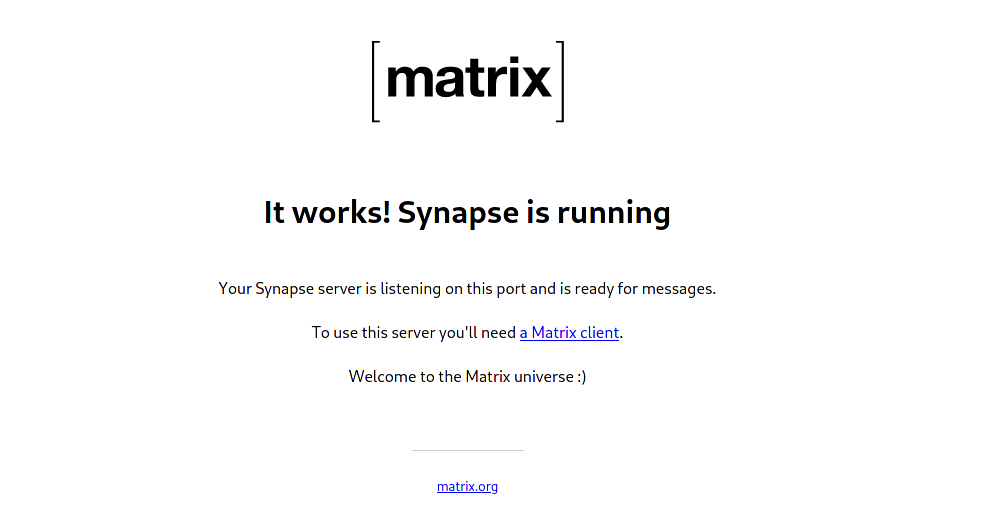 [matrix]
It works! Synapse is running
Your Synapse server is listening on this port and is ready for messages.
To use this server you'll need a Matrix client.
Welcome to the Matrix universe :)
matrix.org